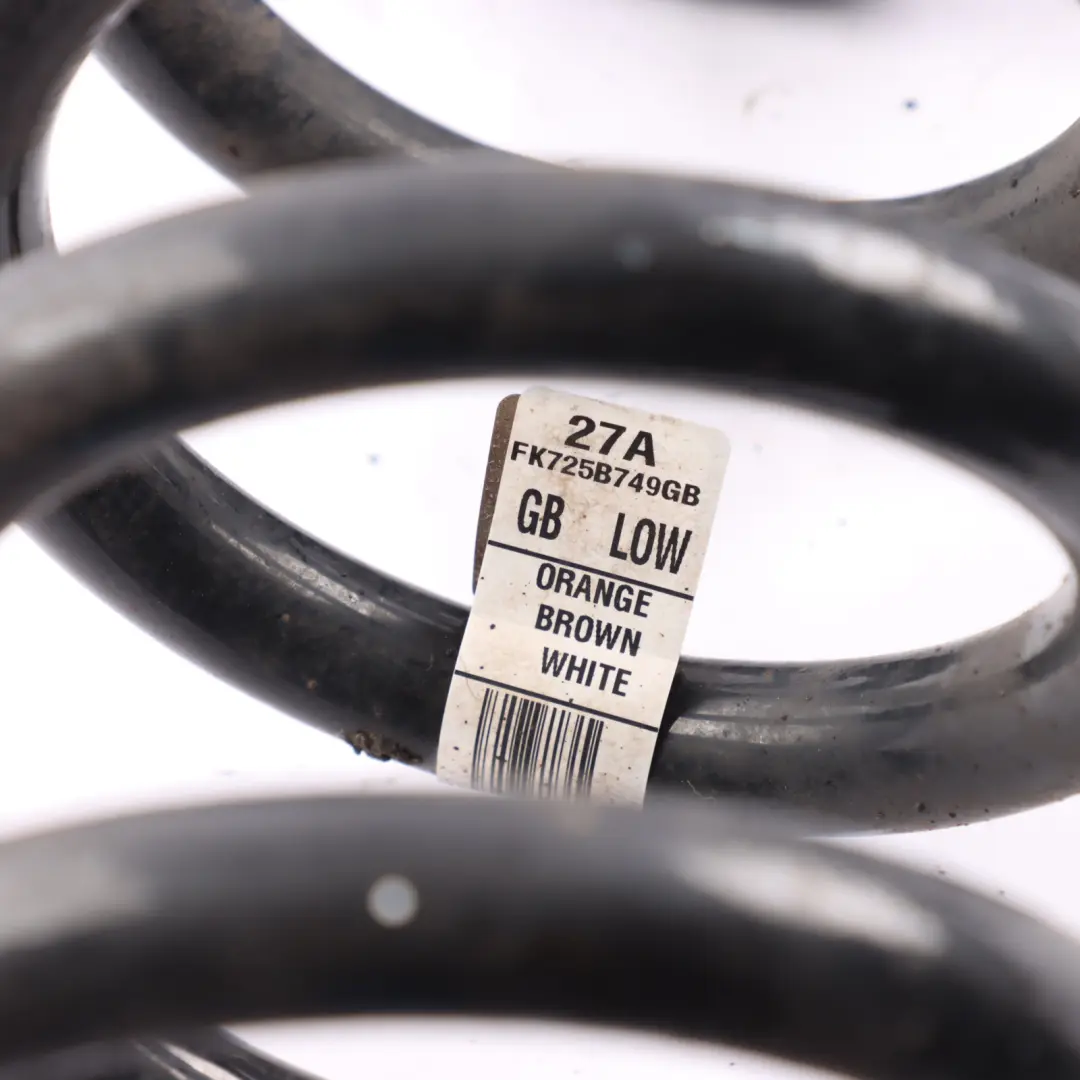 27A
FK725B749GB
GB LOW
ORANGE
BROWN
WHITE